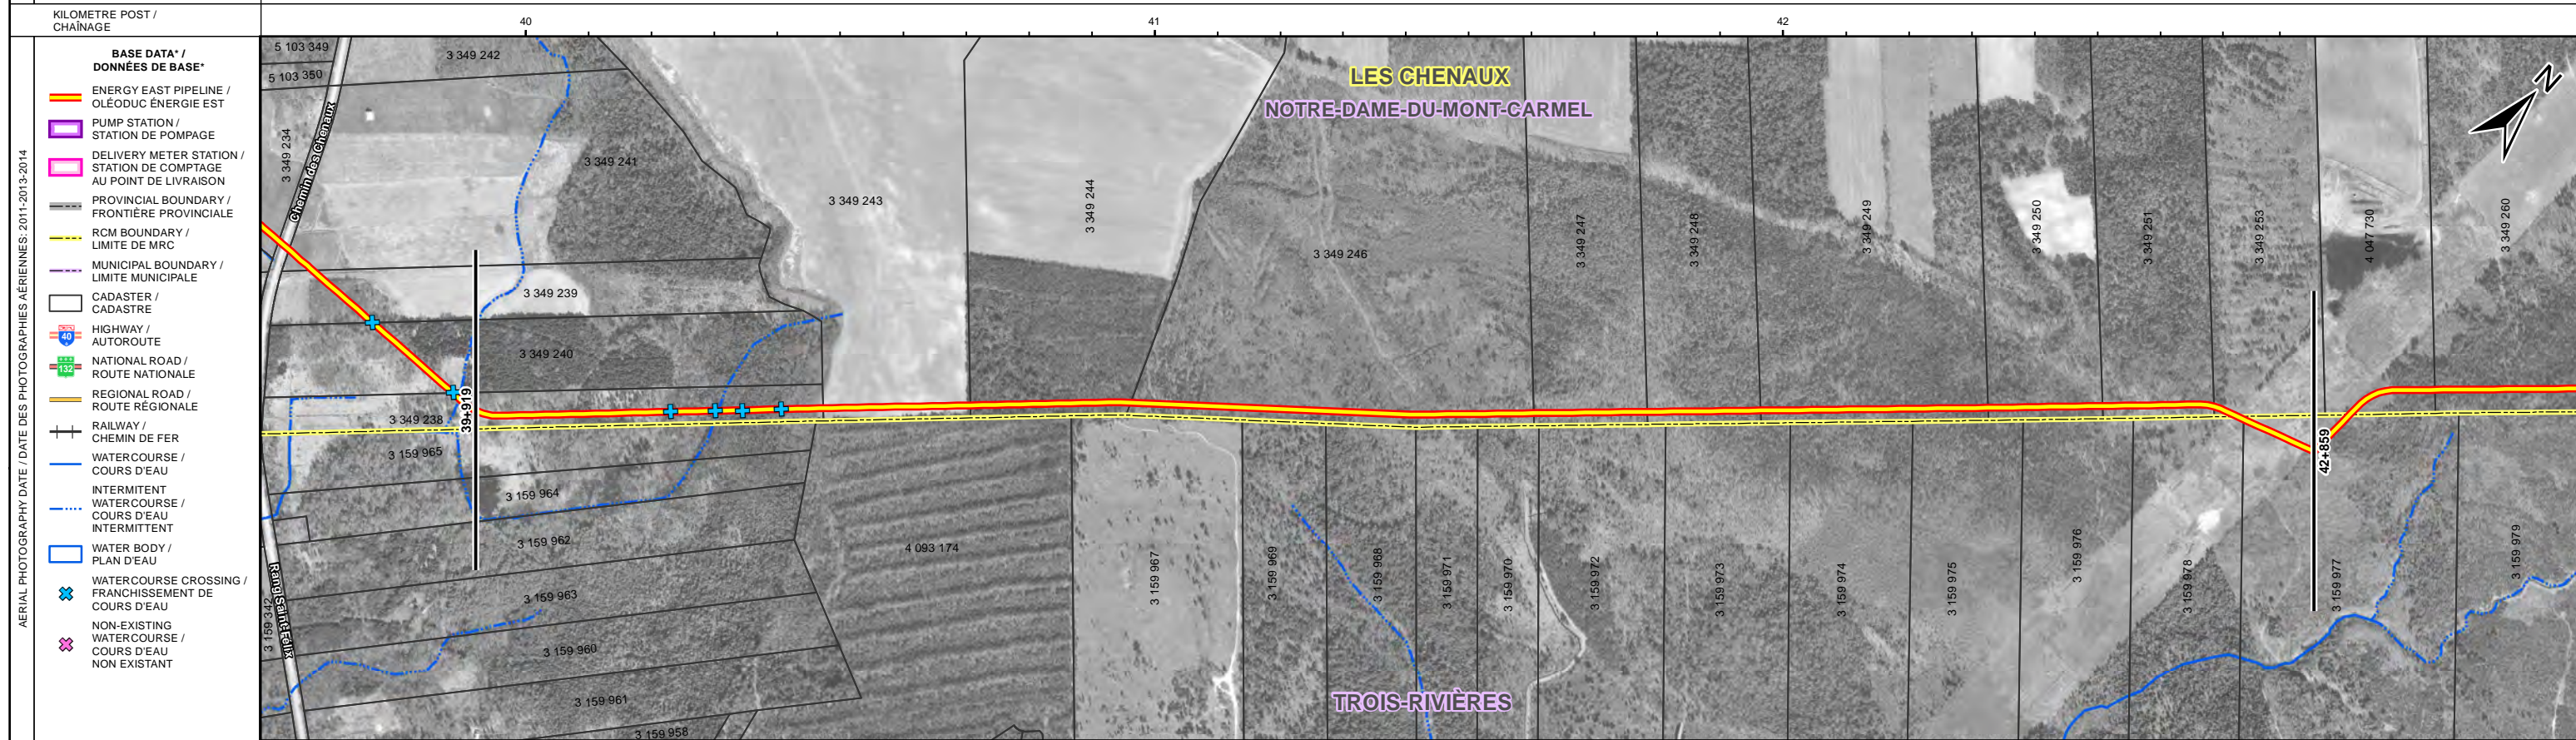 KILOMETRE POST /
CHAÎNAGE
40
41
42
AERIAL PHOTOGRAPHY DATE / DATE DES PHOTOGRAPHIES AÉRIENNES: 2011-2013-2014
BASE DATA* /
DONNÉES DE BASE*
ENERGY EAST PIPELINE /
OLÉODUC ÉNERGIE EST
PUMP STATION /
STATION DE POMPAGE
DELIVERY METER STATION /
STATION DE COMPTAGE
AU POINT DE LIVRAISON
PROVINCIAL BOUNDARY /
FRONTIÈRE PROVINCIALE
RCM BOUNDARY /
LIMITE DE MRC
MUNICIPAL BOUNDARY /
LIMITE MUNICIPALE
CADASTER /
CADASTRE
40
HIGHWAY /
AUTOROUTE
132
NATIONAL ROAD /
ROUTE NATIONALE
REGIONAL ROAD /
ROUTE RÉGIONALE
RAILWAY /
CHEMIN DE FER
WATERCOURSE /
COURS D'EAU
INTERMITENT
WATERCOURSE /
COURS D'EAU
INTERMITTENT
WATER BODY /
PLAN D'EAU
WATERCOURSE CROSSING /
FRANCHISSEMENT DE
COURS D'EAU
NON-EXISTING
WATERCOURSE /
COURS D'EAU
NON EXISTANT
5 103 349
5 103 350
3 349 242
3 349 234
Chemin des Chenaux
3 349 241
3 349 243
3 349 244
LES CHENAUX
NOTRE-DAME-DU-MONT-CARMEL
3 349 246
3 349 247
3 349 248
3 349 249
3 349 250
3 349 251
3 349 253
4 047 730
3 349 260
N
3 349 239
3 349 240
3 349 238
39+919
42+859
3 159 965
3 159 964
3 159 962
3 159 963
3 159 960
3 159 961
3 159 958
3 159 342
Rang Saint-Félix
4 093 174
3 159 967
3 159 969
3 159 968
3 159 971
3 159 970
3 159 972
3 159 973
3 159 974
3 159 975
3 159 976
3 159 978
3 159 977
3 159 979
TROIS-RIVIÈRES